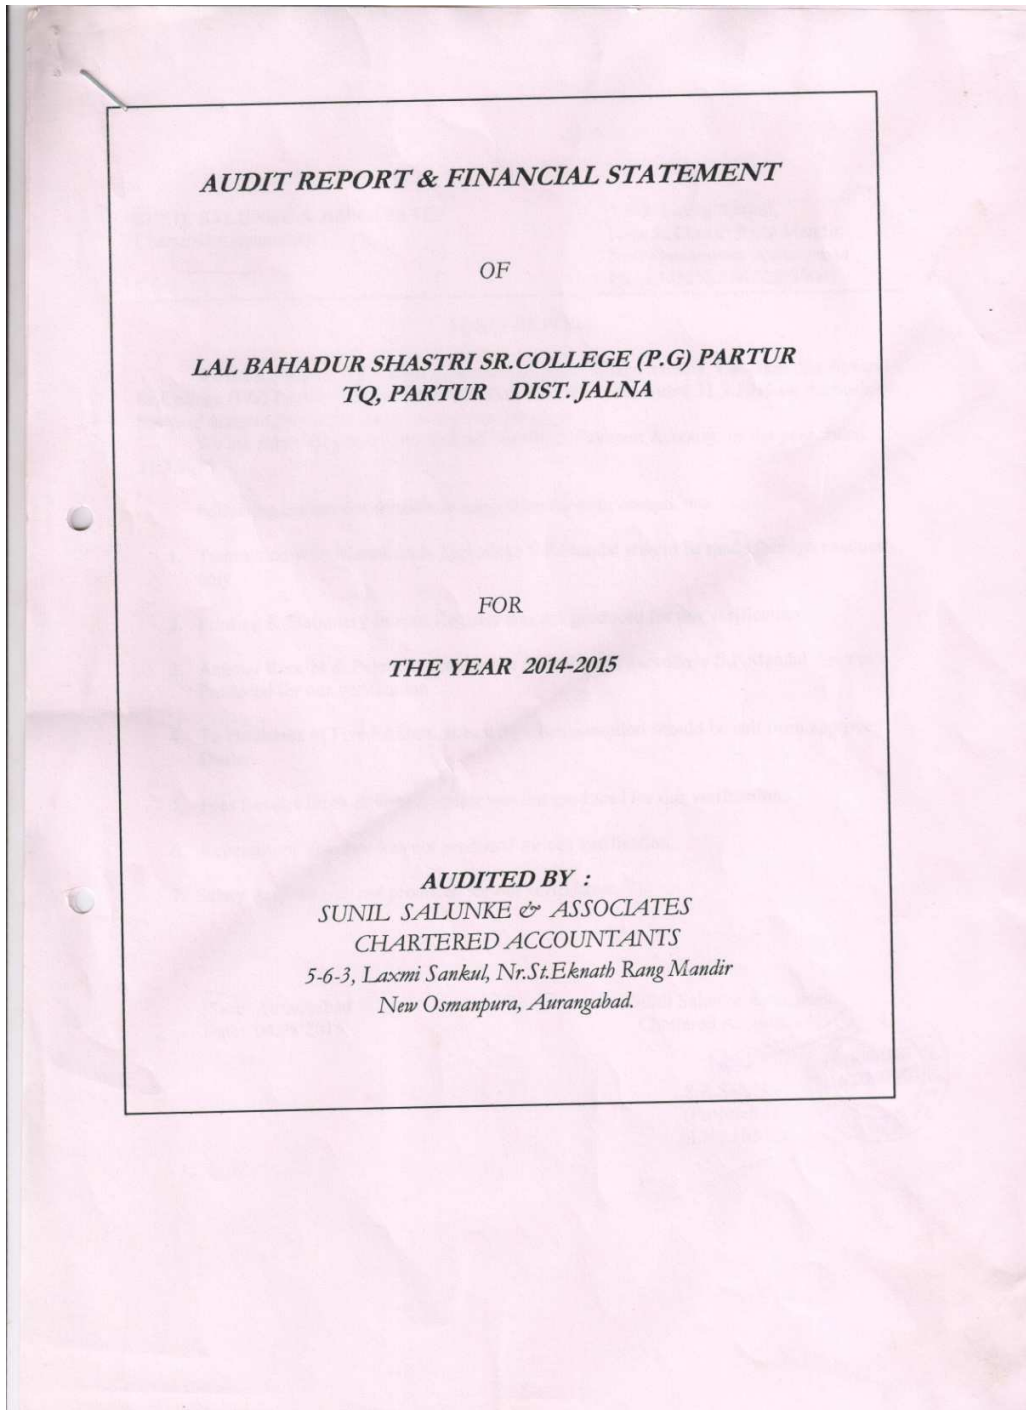 AUDIT REPORT & FINANCIAL STATEMENT
OF
LAL BAHADUR SHASTRI SR.COLLEGE (P.G) PARTUR
TQ, PARTUR DIST. JALNA
FOR
THE YEAR 2014-2015
AUDITED BY :
SUNIL SALUNKE & ASSOCIATES
CHARTERED ACCOUNTANTS
5-6-3, Laxmi Sankul, Nr.St.Eknath Rang Mandir
New Osmanpura, Aurangabad.